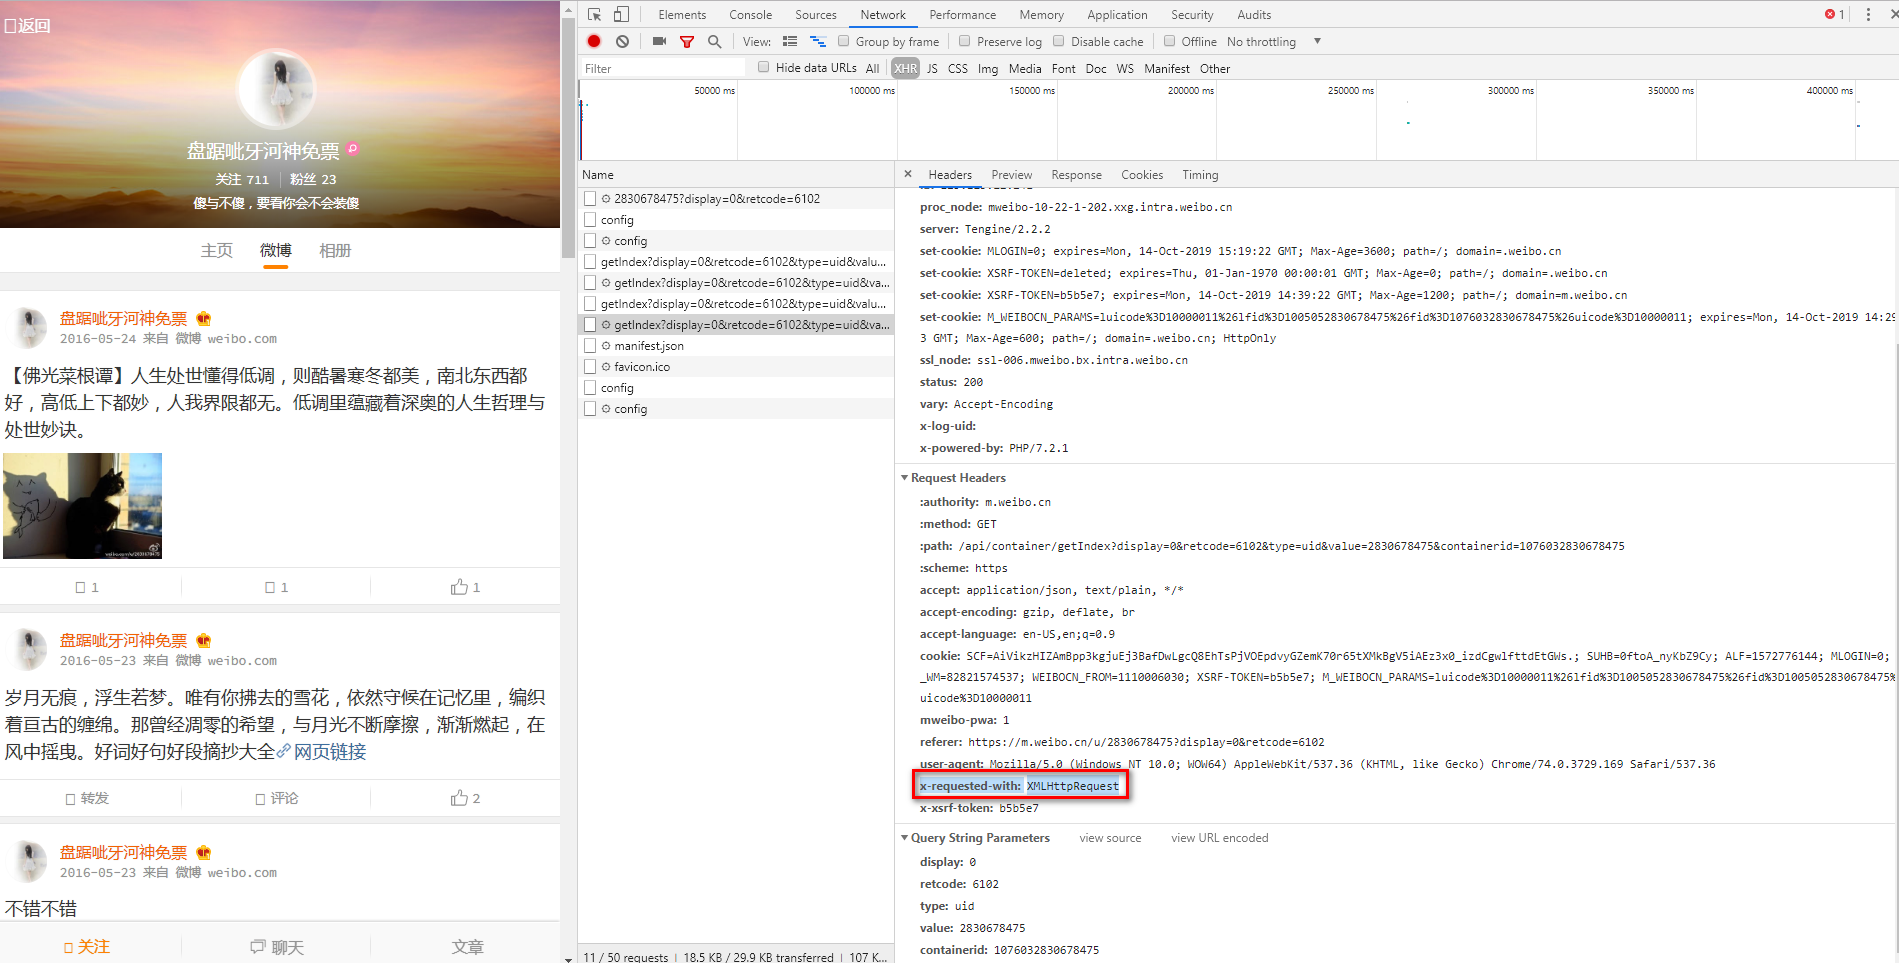 返回
盘踞呲牙河神免票
关注 711 粉丝 23
傻与不傻，要看你会不会装傻
主页 微博 相册
盘踞呲牙河神免票
2016-05-24 来自 微博 weibo.com
【佛光菜根谭】人生处世懂得低调，则酷暑寒冬都美，南北东西都
好，高低上下都妙，人我界限都无。低调里蕴藏着深奥的人生哲理与
处世妙诀。
1 1 1
盘踞呲牙河神免票
2016-05-23 来自 微博 weibo.com
岁月无痕，浮生若梦。唯有你拂去的雪花，依然守候在记忆里，编织
着亘古的缠绵。那曾经凋零的希望，与月光不断摩擦，渐渐燃起，在
风中摇曳。好词好句好段摘抄大全 网页链接
转发 评论 2
盘踞呲牙河神免票
2016-05-23 来自 微博 weibo.com
不错不错
关注 聊天 文章
Elements Console Sources Network Performance Memory Application Security Audits 1
View: Group by frame Preserve log Disable cache Offline No throttling
Filter Hide data URLs All XHR JS CSS Img Media Font Doc WS Manifest Other
50000 ms 100000 ms 150000 ms 200000 ms 250000 ms 300000 ms 350000 ms 400000 ms
Name
2830678475?display=0&retcode=6102
config
config
getIndex?display=0&retcode=6102&type=uid&valu...
getIndex?display=0&retcode=6102&type=uid&va...
getIndex?display=0&retcode=6102&type=uid&valu...
getIndex?display=0&retcode=6102&type=uid&va...
manifest.json
favicon.ico
config
config
11 / 50 requests | 18.5 KB / 29.9 KB transferred | 107 K...
Headers Preview Response Cookies Timing
proc_node: mweibo-10-22-1-202.xxg.intra.weibo.cn
server: Tengine/2.2.2
set-cookie: MLOGIN=0; expires=Mon, 14-Oct-2019 15:19:22 GMT; Max-Age=3600; path=/; domain=.weibo.cn
set-cookie: XSRF-TOKEN=deleted; expires=Thu, 01-Jan-1970 00:00:01 GMT; Max-Age=0; path=/; domain=.weibo.cn
set-cookie: XSRF-TOKEN=b5b5e7; expires=Mon, 14-Oct-2019 14:39:22 GMT; Max-Age=1200; path=/; domain=m.weibo.cn
set-cookie: M_WEIBOCN_PARAMS=luicode%3D10000011%26lfid%3D1005052830678475%26fid%3D1076032830678475%26uicode%3D10000011; expires=Mon, 14-Oct-2019 14:29
3 GMT; Max-Age=600; path=/; domain=.weibo.cn; HttpOnly
ssl_node: ssl-006.mweibo.bx.intra.weibo.cn
status: 200
vary: Accept-Encoding
x-log-uid:
x-powered-by: PHP/7.2.1
Request Headers
:authority: m.weibo.cn
:method: GET
:path: /api/container/getIndex?display=0&retcode=6102&type=uid&value=2830678475&containerid=1076032830678475
:scheme: https
accept: application/json, text/plain, */*
accept-encoding: gzip, deflate, br
accept-language: en-US,en;q=0.9
cookie: SCF=AiVikzHIZAmBpp3kgjuEj3BafDwLgcQ8EhTsPjVOEpdvyGZemK70r65tXMkBgV5iAEz3x0_izdCgwlfttdEtGWs.; SUHB=0ftoA_nyKbZ9Cy; ALF=1572776144; MLOGIN=0;
_WM=82821574537; WEIBOCN_FROM=1110006030; XSRF-TOKEN=b5b5e7; M_WEIBOCN_PARAMS=luicode%3D10000011%26lfid%3D1005052830678475%26fid%3D1005052830678475%
uicode%3D10000011
mweibo-pwa: 1
referer: https://m.weibo.cn/u/2830678475?display=0&retcode=6102
user-agent: Mozilla/5.0 (Windows NT 10.0; WOW64) AppleWebKit/537.36 (KHTML, like Gecko) Chrome/74.0.3729.169 Safari/537.36
x-requested-with: XMLHttpRequest
x-xsrf-token: b5b5e7
Query String Parameters view source view URL encoded
display: 0
retcode: 6102
type: uid
value: 2830678475
containerid: 1076032830678475